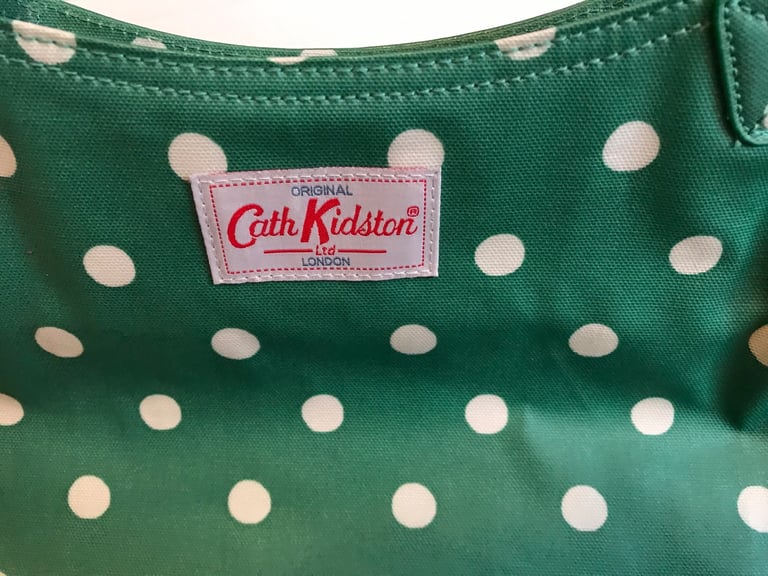 ORIGINAL
Cath Kidston®
Ltd
LONDON